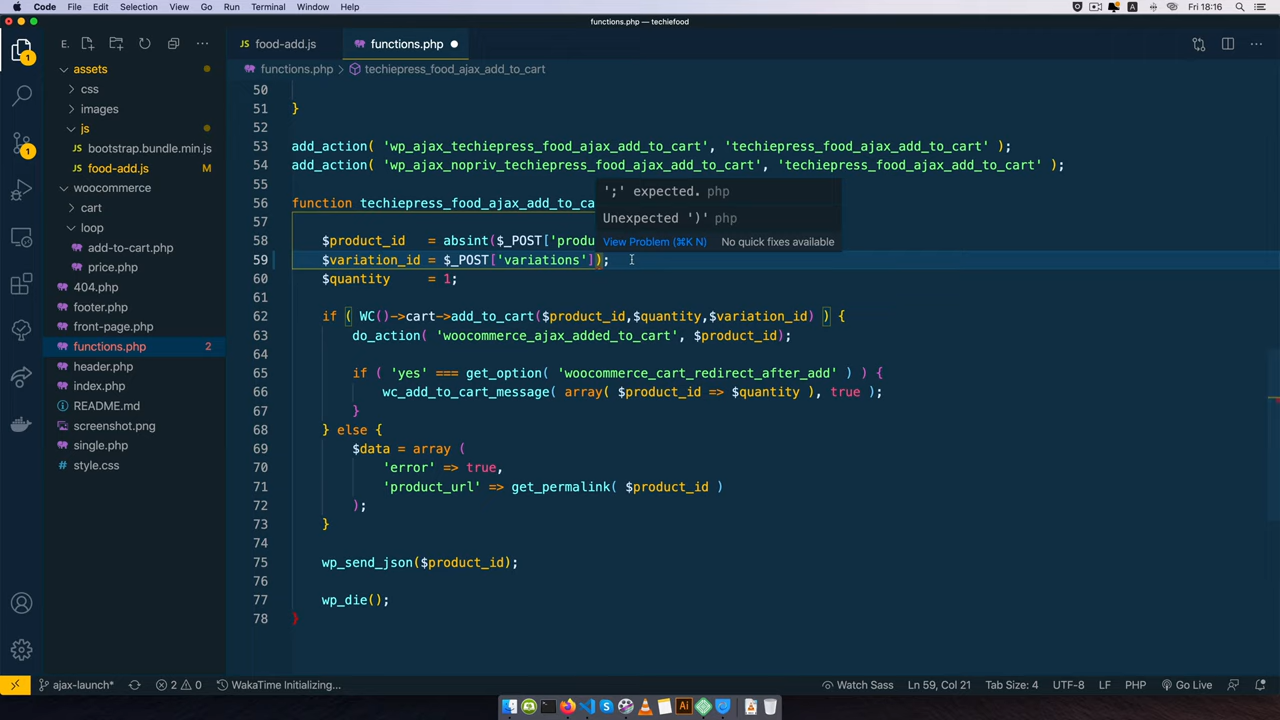 Code File Edit Selection View Go Run Terminal Window Help A Fri 18:16
functions.php — techiefood
1 E. food-add.js functions.php
functions.php > techiepress_food_ajax_add_to_cart
assets
css
images
js
bootstrap.bundle.min.js
food-add.js M
woocommerce
cart
loop
add-to-cart.php
price.php
404.php
footer.php
front-page.php
functions.php 2
header.php
index.php
README.md
screenshot.png
single.php
style.css
1
50
51 }
52
53 add_action( 'wp_ajax_techiepress_food_ajax_add_to_cart', 'techiepress_food_ajax_add_to_cart' );
54 add_action( 'wp_ajax_nopriv_techiepress_food_ajax_add_to_cart', 'techiepress_food_ajax_add_to_cart' );
55
';' expected. php
56 function techiepress_food_ajax_add_to_ca
Unexpected ')' php
57
58 $product_id = absint($_POST['produ
View Problem (⌘K N) No quick fixes available
59 $variation_id = $_POST['variations']);
60 $quantity = 1;
61
62 if ( WC()->cart->add_to_cart($product_id,$quantity,$variation_id) ) {
63 do_action( 'woocommerce_ajax_added_to_cart', $product_id);
64
65 if ( 'yes' === get_option( 'woocommerce_cart_redirect_after_add' ) ) {
66 wc_add_to_cart_message( array( $product_id => $quantity ), true );
67 }
68 } else {
69 $data = array (
70 'error' => true,
71 'product_url' => get_permalink( $product_id )
72 );
73 }
74
75 wp_send_json($product_id);
76
77 wp_die();
78 }
ajax-launch* 2 0 WakaTime Initializing... Watch Sass Ln 59, Col 21 Tab Size: 4 UTF-8 LF PHP Go Live
Ai